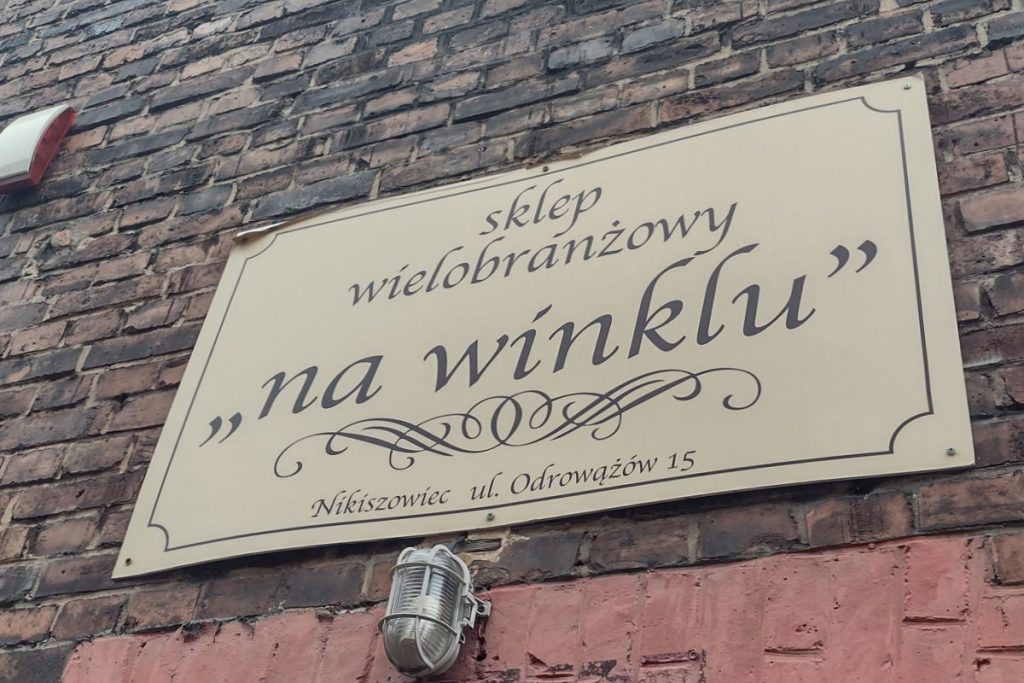 sklep
wielobranżowy
„na winklu”
Nikiszowiec ul. Odrowążów 15